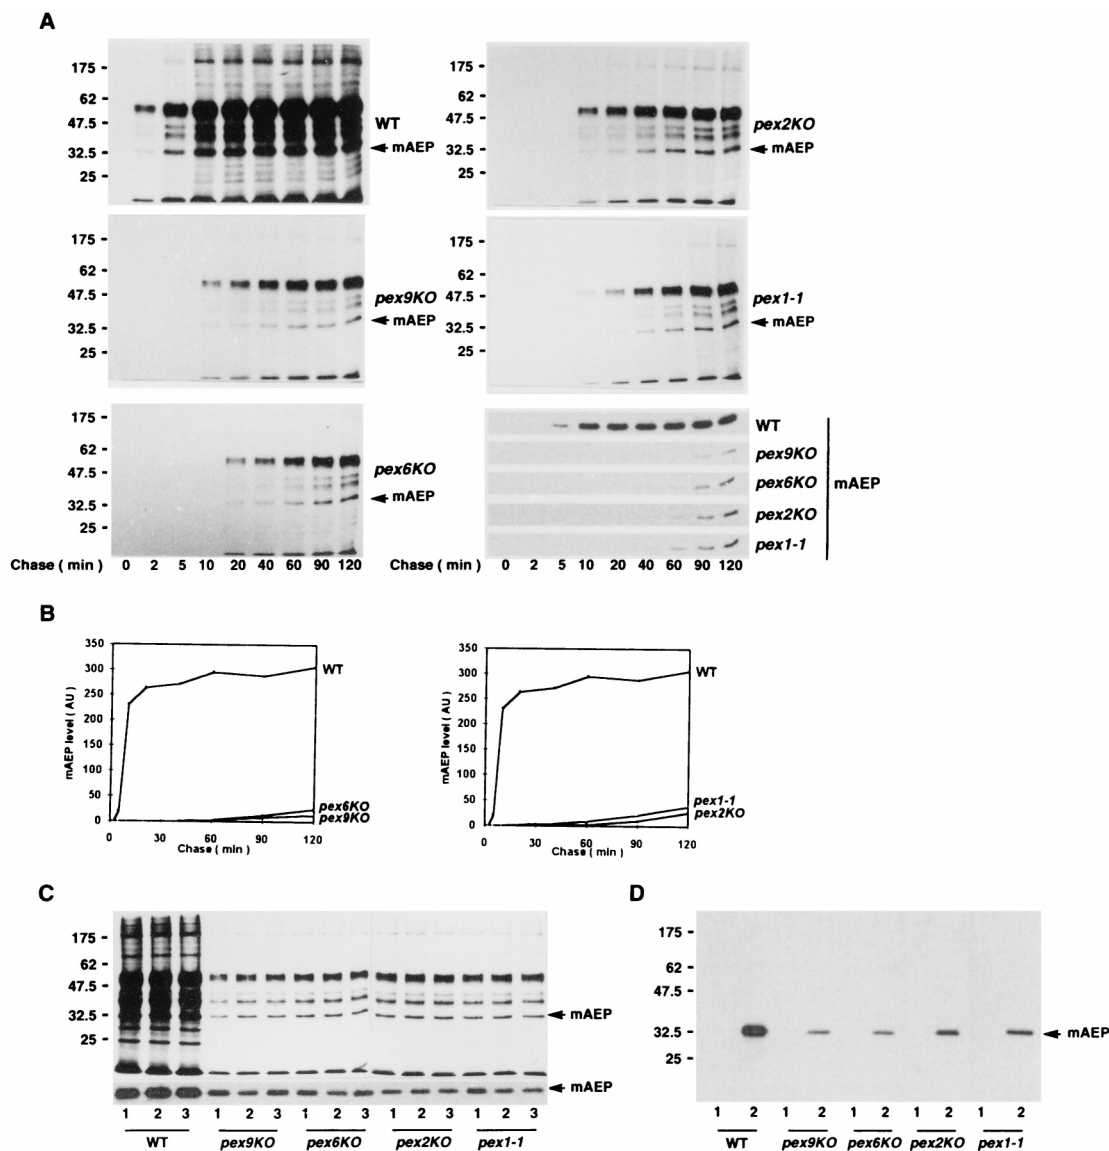 A
175 -
62 -
47.5 -
32.5 -
25 -
WT
mAEP
175 -
62 -
47.5 -
32.5 -
25 -
pex2KO
mAEP
175 -
62 -
47.5 -
32.5 -
25 -
pex9KO
mAEP
175 -
62 -
47.5 -
32.5 -
25 -
pex1-1
mAEP
175 -
62 -
47.5 -
32.5 -
25 -
pex6KO
mAEP
WT
pex9KO
pex6KO
pex2KO
pex1-1
mAEP
Chase ( min ) 0 2 5 10 20 40 60 90 120
Chase ( min ) 0 2 5 10 20 40 60 90 120
B
350
300
250
200
150
100
50
0
mAEP level ( AU )
WT
pex6KO
pex9KO
0 30 60 90 120
Chase ( min )
350
300
250
200
150
100
50
0
mAEP level ( AU )
WT
pex1-1
pex2KO
0 30 60 90 120
Chase ( min )
C
175 -
62 -
47.5 -
32.5 -
25 -
mAEP
mAEP
1 2 3 1 2 3 1 2 3 1 2 3 1 2 3
WT pex9KO pex6KO pex2KO pex1-1
D
175 -
62 -
47.5 -
32.5 -
25 -
mAEP
1 2 1 2 1 2 1 2 1 2
WT pex9KO pex6KO pex2KO pex1-1